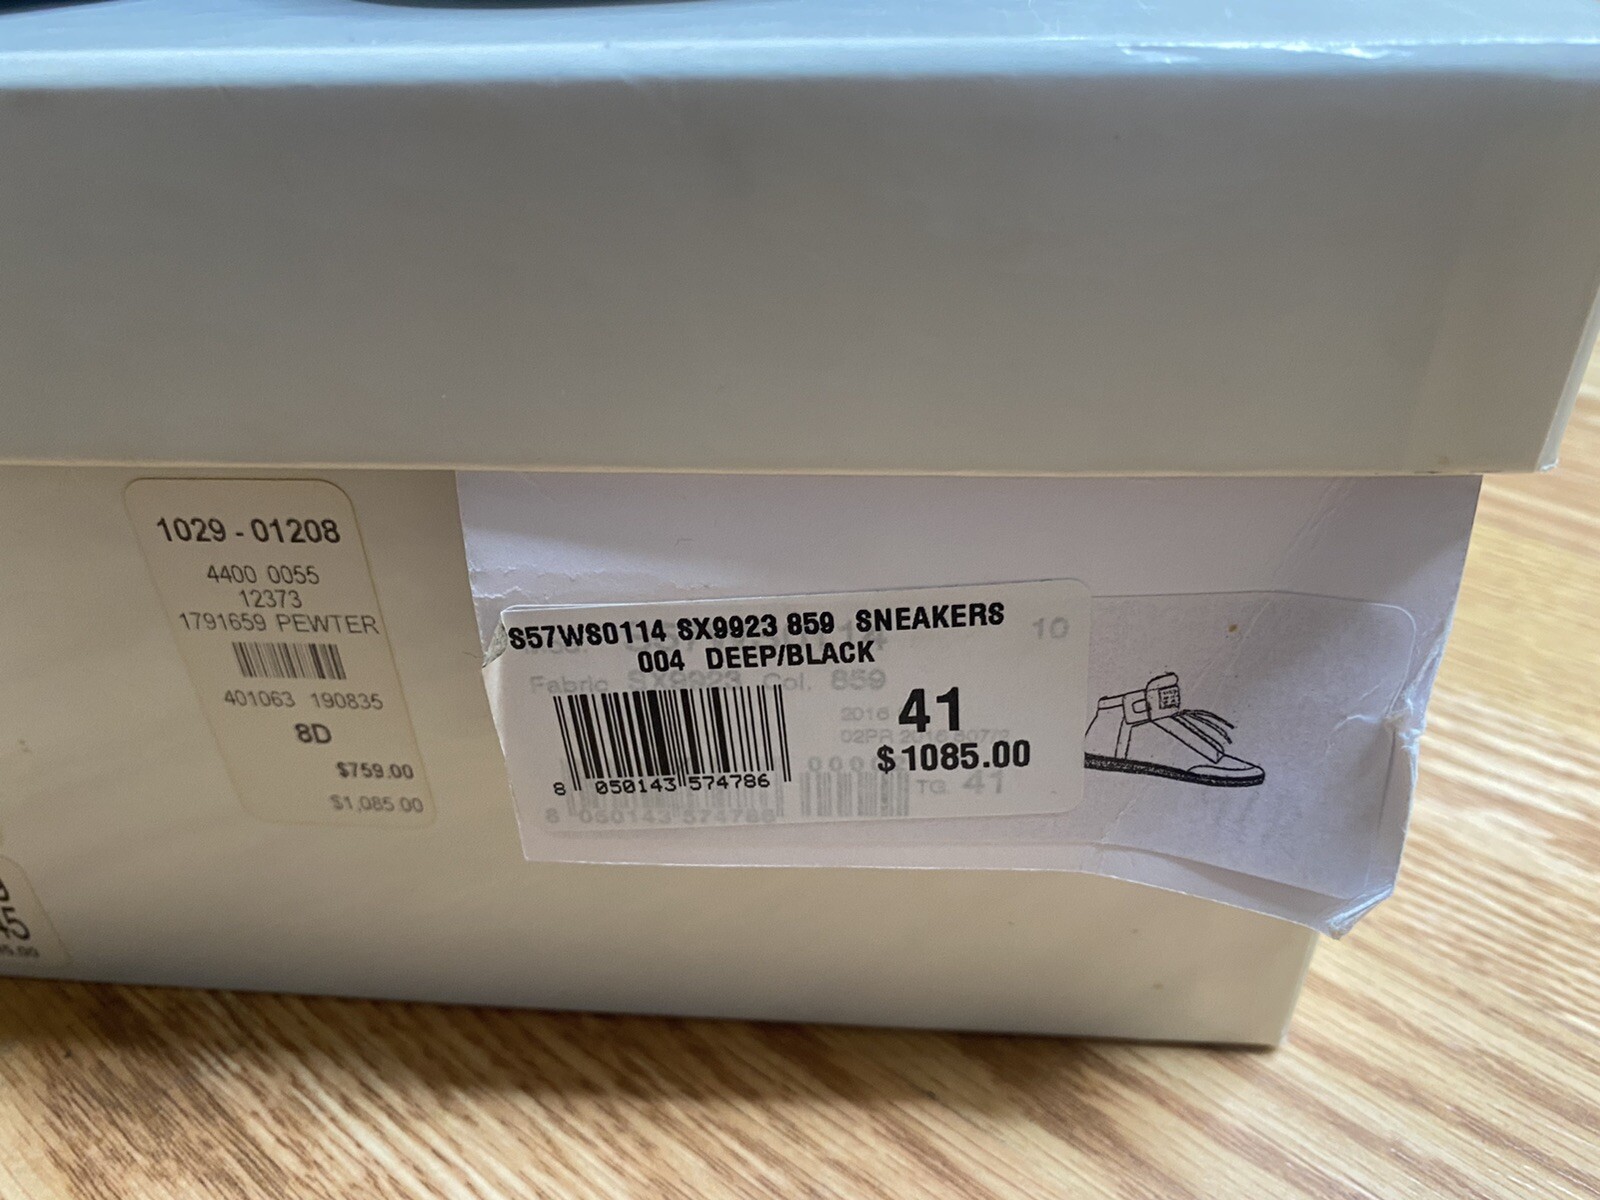 1029 - 01208
4400 0055
12373
1791659 PEWTER
401063 190835
8D
$759.00
$1,085.00
S57WS0114 SX9923 859 SNEAKERS
004 DEEP/BLACK
41
$1085.00
8 050143 574786
10
Fabric SX9923 Col. 859
2016
TG. 41
8 050143 574786
45